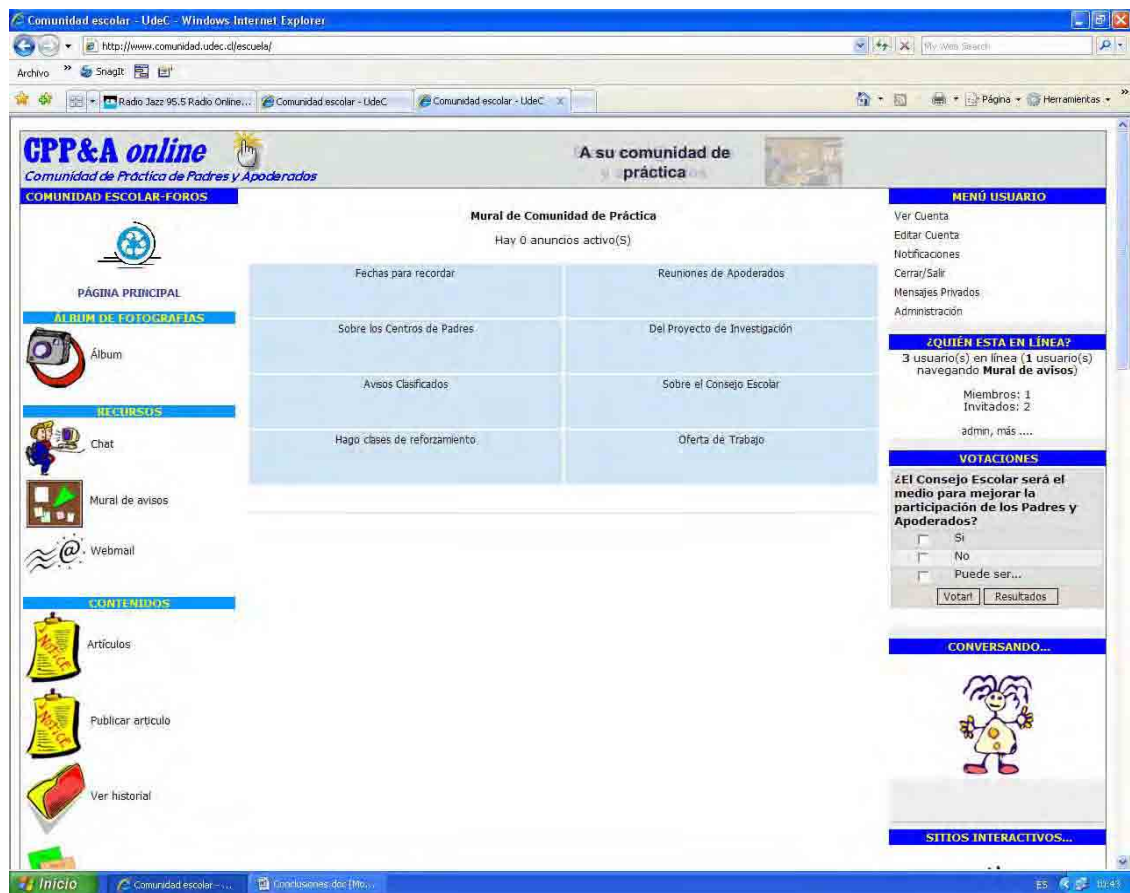 Comunidad escolar - UdeC - Windows Internet Explorer
http://www.comunidad.udec.cl/escuela/
My Web Search
Archivo » SnagIt
Radio Jazz 95.5 Radio Online...
Comunidad escolar - UdeC
Comunidad escolar - UdeC
Página
Herramientas
»
CPP&A online
Comunidad de Práctica de Padres y Apoderados
A su comunidad de
práctica
COMUNIDAD ESCOLAR-FOROS
PÁGINA PRINCIPAL
ÁLBUM DE FOTOGRAFÍAS
Álbum
RECURSOS
Chat
Mural de avisos
Webmail
CONTENIDOS
NOTICE
Artículos
NOTICE
Publicar articulo
Ver historial
Mural de Comunidad de Práctica
Hay 0 anuncios activo(S)
Fechas para recordar
Reuniones de Apoderados
Sobre los Centros de Padres
Del Proyecto de Investigación
Avisos Clasificados
Sobre el Consejo Escolar
Hago clases de reforzamiento
Oferta de Trabajo
MENÚ USUARIO
Ver Cuenta
Editar Cuenta
Notificaciones
Cerrar/Salir
Mensajes Privados
Administración
¿QUIÉN ESTA EN LÍNEA?
3 usuario(s) en línea (1 usuario(s)
navegando Mural de avisos)
Miembros: 1
Invitados: 2
admin, más ....
VOTACIONES
¿El Consejo Escolar será el
medio para mejorar la
participación de los Padres y
Apoderados?
Si
No
Puede ser...
Votar!
Resultados
CONVERSANDO...
SITIOS INTERACTIVOS...
Inicio
Comunidad escolar - ...
Conclusiones.doc [Mo...
ES
10:43